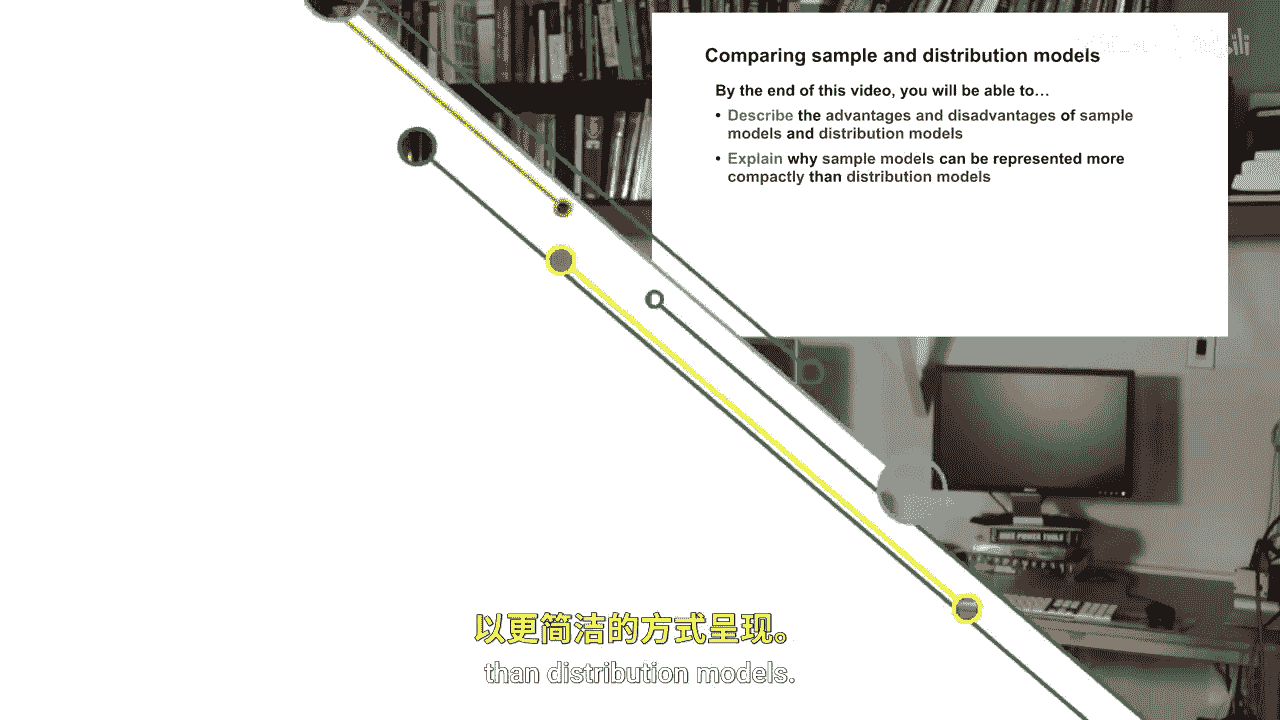 Comparing sample and distribution models
By the end of this video, you will be able to…
• Describe the advantages and disadvantages of sample
models and distribution models
• Explain why sample models can be represented more
compactly than distribution models
以更简洁的方式呈现。
than distribution models.